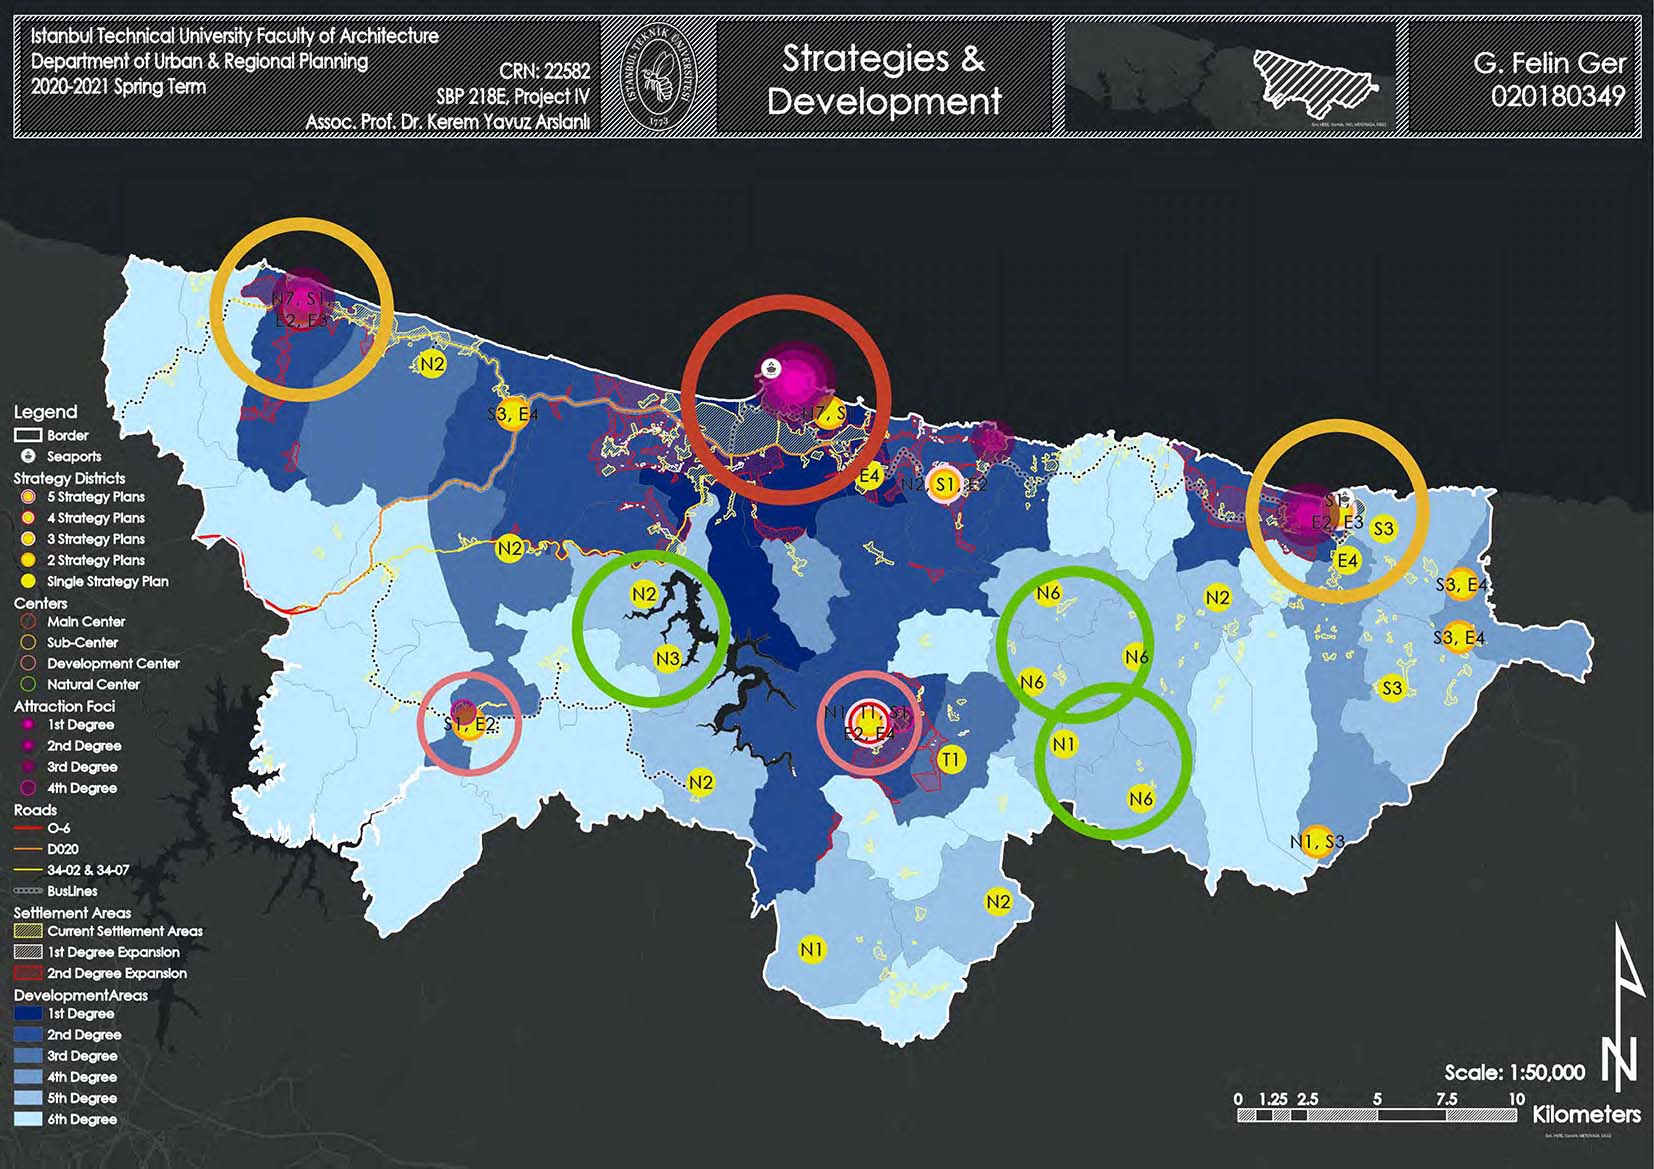 Istanbul Technical University Faculty of Architecture
Department of Urban & Regional Planning
2020-2021 Spring Term
CRN: 22582
SBP 218E, Project IV
Assoc. Prof. Dr. Kerem Yavuz Arslanlı
İSTANBUL TEKNİK ÜNİVERSİTESİ
1773
Strategies &
Development
G. Felin Ger
020180349
N7, S1,
E2, E3
N2
S3, E4
N7, S
E4
N2, S1, E2
S1,
E2, E3
S3
E4
N2
N2
N3
N6
N6
N6
N2
S3, E4
S3, E4
S3
S1, E2
N1, T1, S1,
E2, E4
T1
N1
N6
N2
N1, S3
N2
N1
Legend
Border
Seaports
Strategy Districts
5 Strategy Plans
4 Strategy Plans
3 Strategy Plans
2 Strategy Plans
Single Strategy Plan
Centers
Main Center
Sub-Center
Development Center
Natural Center
Attraction Foci
1st Degree
2nd Degree
3rd Degree
4th Degree
Roads
O-6
D020
34-02 & 34-07
BusLines
Settlement Areas
Current Settlement Areas
1st Degree Expansion
2nd Degree Expansion
DevelopmentAreas
1st Degree
2nd Degree
3rd Degree
4th Degree
5th Degree
6th Degree
N
Scale: 1:50,000
0 1.25 2.5 5 7.5 10
Kilometers